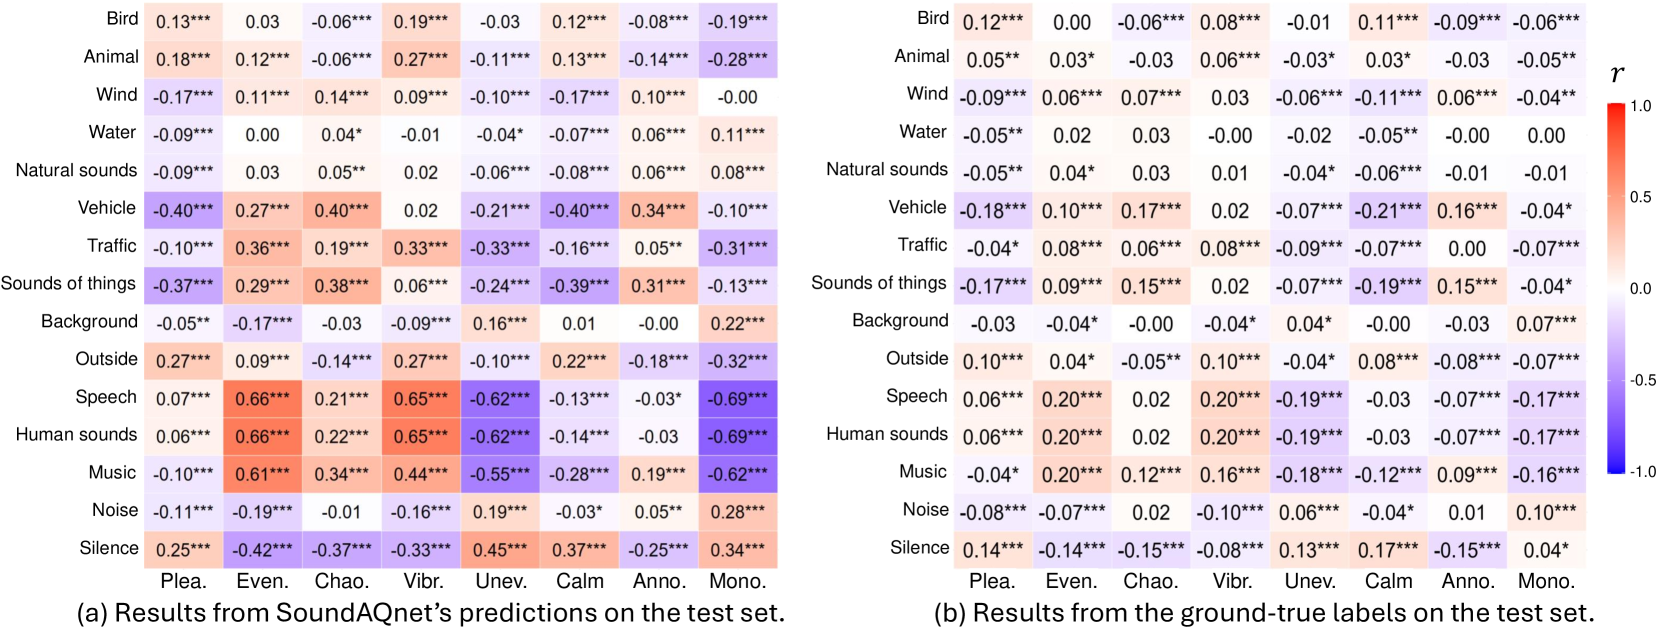 Bird 0.13*** 0.03 -0.06*** 0.19*** -0.03 0.12*** -0.08*** -0.19***
Animal 0.18*** 0.12*** -0.06*** 0.27*** -0.11*** 0.13*** -0.14*** -0.28***
Wind -0.17*** 0.11*** 0.14*** 0.09*** -0.10*** -0.17*** 0.10*** -0.00
Water -0.09*** 0.00 0.04* -0.01 -0.04* -0.07*** 0.06*** 0.11***
Natural sounds -0.09*** 0.03 0.05** 0.02 -0.06*** -0.08*** 0.06*** 0.08***
Vehicle -0.40*** 0.27*** 0.40*** 0.02 -0.21*** -0.40*** 0.34*** -0.10***
Traffic -0.10*** 0.36*** 0.19*** 0.33*** -0.33*** -0.16*** 0.05** -0.31***
Sounds of things -0.37*** 0.29*** 0.38*** 0.06*** -0.24*** -0.39*** 0.31*** -0.13***
Background -0.05** -0.17*** -0.03 -0.09*** 0.16*** 0.01 -0.00 0.22***
Outside 0.27*** 0.09*** -0.14*** 0.27*** -0.10*** 0.22*** -0.18*** -0.32***
Speech 0.07*** 0.66*** 0.21*** 0.65*** -0.62*** -0.13*** -0.03* -0.69***
Human sounds 0.06*** 0.66*** 0.22*** 0.65*** -0.62*** -0.14*** -0.03 -0.69***
Music -0.10*** 0.61*** 0.34*** 0.44*** -0.55*** -0.28*** 0.19*** -0.62***
Noise -0.11*** -0.19*** -0.01 -0.16*** 0.19*** -0.03* 0.05** 0.28***
Silence 0.25*** -0.42*** -0.37*** -0.33*** 0.45*** 0.37*** -0.25*** 0.34***
Plea. Even. Chao. Vibr. Unev. Calm Anno. Mono.
(a) Results from SoundAQnet's predictions on the test set.
Bird 0.12*** 0.00 -0.06*** 0.08*** -0.01 0.11*** -0.09*** -0.06***
Animal 0.05** 0.03* -0.03 0.06*** -0.03* 0.03* -0.03 -0.05**
Wind -0.09*** 0.06*** 0.07*** 0.03 -0.06*** -0.11*** 0.06*** -0.04**
Water -0.05** 0.02 0.03 -0.00 -0.02 -0.05** -0.00 0.00
Natural sounds -0.05** 0.04* 0.03 0.01 -0.04* -0.06*** -0.01 -0.01
Vehicle -0.18*** 0.10*** 0.17*** 0.02 -0.07*** -0.21*** 0.16*** -0.04*
Traffic -0.04* 0.08*** 0.06*** 0.08*** -0.09*** -0.07*** 0.00 -0.07***
Sounds of things -0.17*** 0.09*** 0.15*** 0.02 -0.07*** -0.19*** 0.15*** -0.04*
Background -0.03 -0.04* -0.00 -0.04* 0.04* -0.00 -0.03 0.07***
Outside 0.10*** 0.04* -0.05** 0.10*** -0.04* 0.08*** -0.08*** -0.07***
Speech 0.06*** 0.20*** 0.02 0.20*** -0.19*** -0.03 -0.07*** -0.17***
Human sounds 0.06*** 0.20*** 0.02 0.20*** -0.19*** -0.03 -0.07*** -0.17***
Music -0.04* 0.20*** 0.12*** 0.16*** -0.18*** -0.12*** 0.09*** -0.16***
Noise -0.08*** -0.07*** 0.02 -0.10*** 0.06*** -0.04* 0.01 0.10***
Silence 0.14*** -0.14*** -0.15*** -0.08*** 0.13*** 0.17*** -0.15*** 0.04*
Plea. Even. Chao. Vibr. Unev. Calm Anno. Mono.
(b) Results from the ground-true labels on the test set.
r
1.0
0.5
0.0
-0.5
-1.0